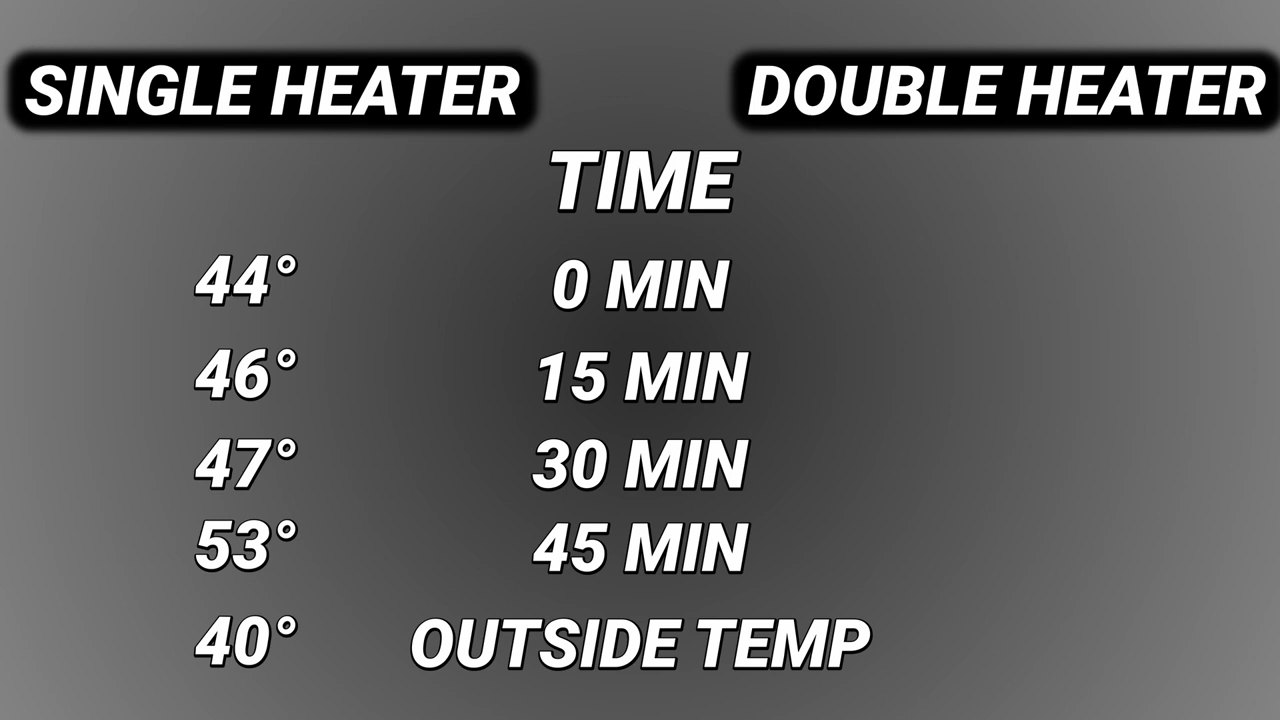 SINGLE HEATER DOUBLE HEATER
TIME
44° 0 MIN
46° 15 MIN
47° 30 MIN
53° 45 MIN
40° OUTSIDE TEMP